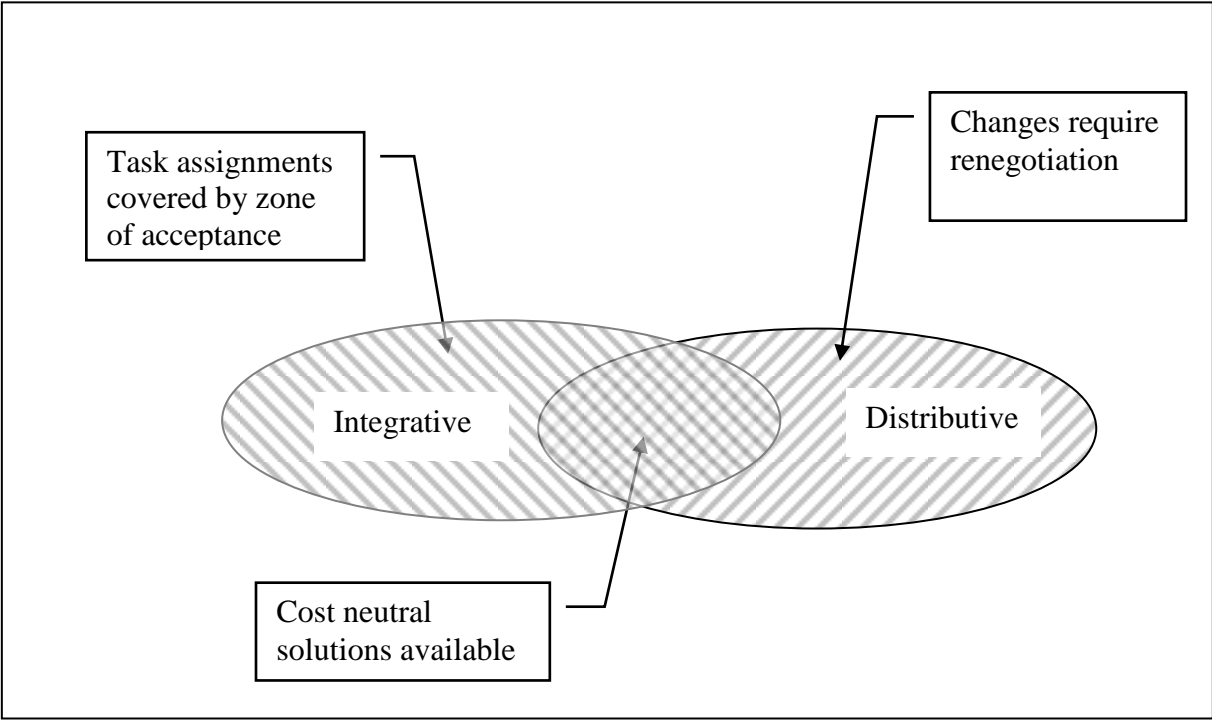 Task assignments
covered by zone
of acceptance
Changes require
renegotiation
Integrative
Distributive
Cost neutral
solutions available